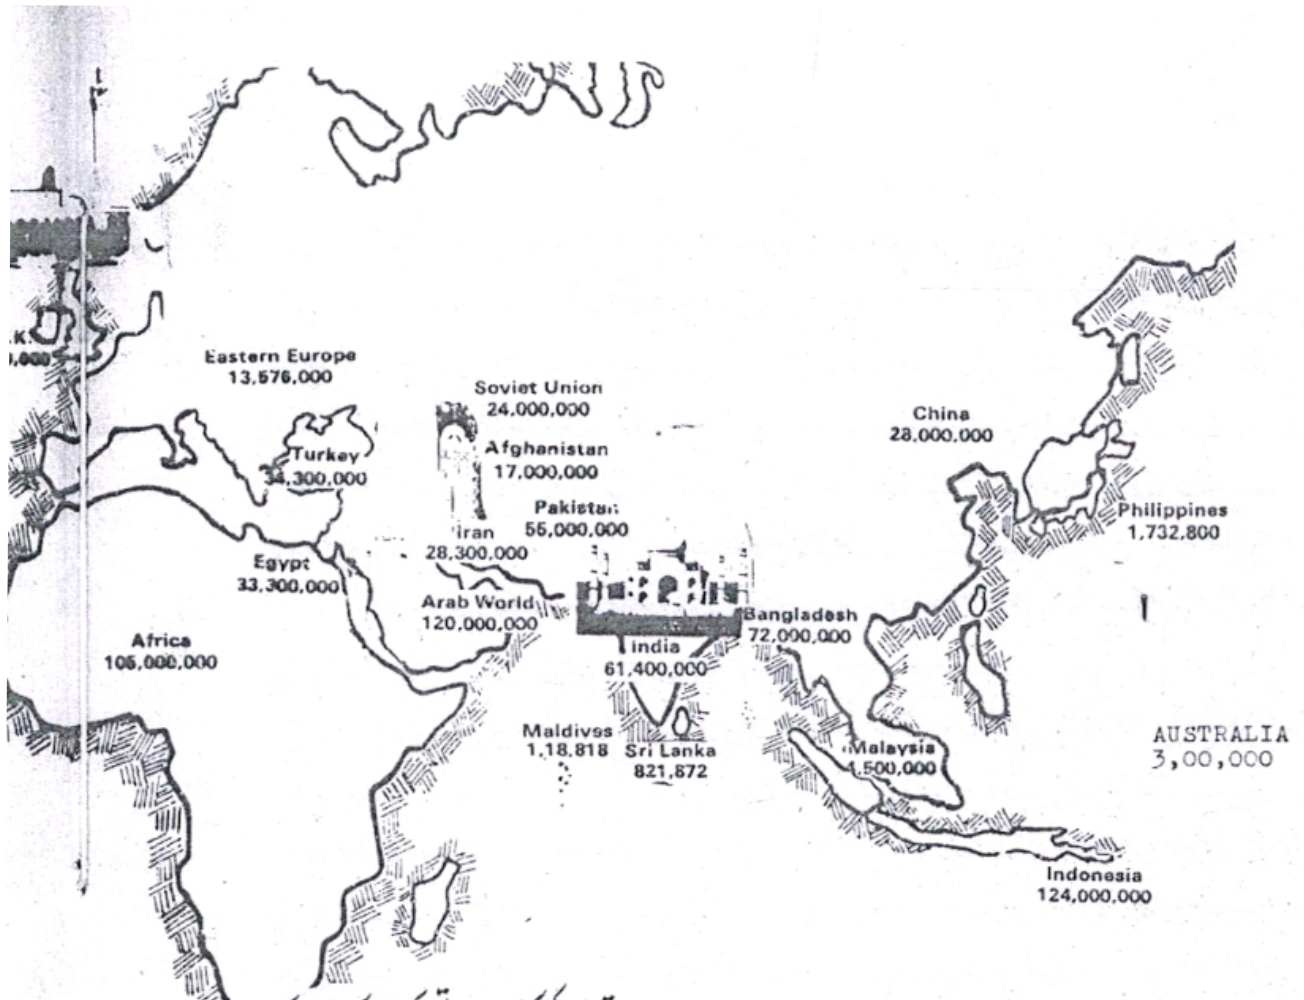 .K.
,000
Eastern Europe
13,576,000
Soviet Union
24.000,000
China
28.000.000
Turkey
34,300,000
Afghanistan
17,000,000
Pakistan
55,000,000
Philippines
1.732.800
Iran
28,300,000
Egypt
33.300.000
Arab World
120,000,000
Bangladesh
72,000,000
India
61,400,000
Africa
105,000,000
Maldives
1,18,818
Sri Lanka
821,872
Malaysia
4,500,000
AUSTRALIA
3,00,000
Indonesia
124,000,000